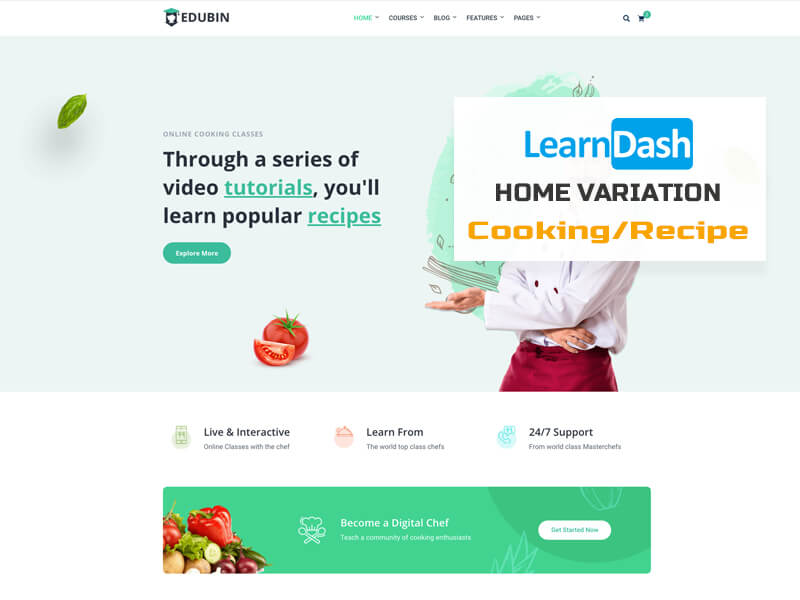 EDUBIN
HOME COURSES BLOG FEATURES PAGES
ONLINE COOKING CLASSES
Through a series of
video tutorials, you'll
learn popular recipes
Explore More
LearnDash
HOME VARIATION
Cooking/Recipe
Live & Interactive
Online Classes with the chef
Learn From
The world top class chefs
24/7 Support
From world class Masterchefs
Become a Digital Chef
Teach a community of cooking enthusiasts
Get Started Now